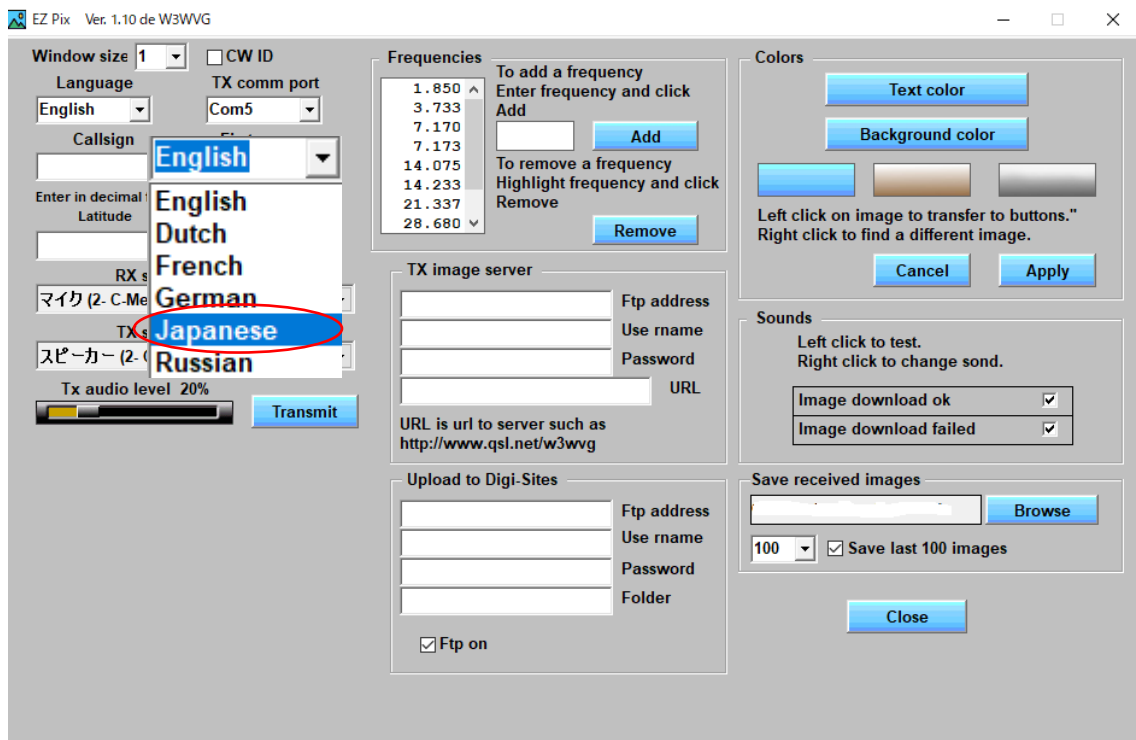 EZ Pix Ver. 1.10 de W3WVG
Window size 1
CW ID
Language
TX comm port
English
Com5
Callsign
English
English
Dutch
French
German
Japanese
Russian
Enter in decimal
Latitude
RX s
マイク (2- C-Me
TX s
スピーカー (2-
Tx audio level 20%
Transmit
Frequencies
1.850
3.733
7.170
7.173
14.075
14.233
21.337
28.680
To add a frequency
Enter frequency and click
Add
Add
To remove a frequency
Highlight frequency and click
Remove
Remove
TX image server
Ftp address
Use rname
Password
URL
URL is url to server such as
http://www.qsl.net/w3wvg
Upload to Digi-Sites
Ftp address
Use rname
Password
Folder
Ftp on
Colors
Text color
Background color
Left click on image to transfer to buttons."
Right click to find a different image.
Cancel
Apply
Sounds
Left click to test.
Right click to change sond.
Image download ok
Image download failed
Save received images
Browse
100
Save last 100 images
Close